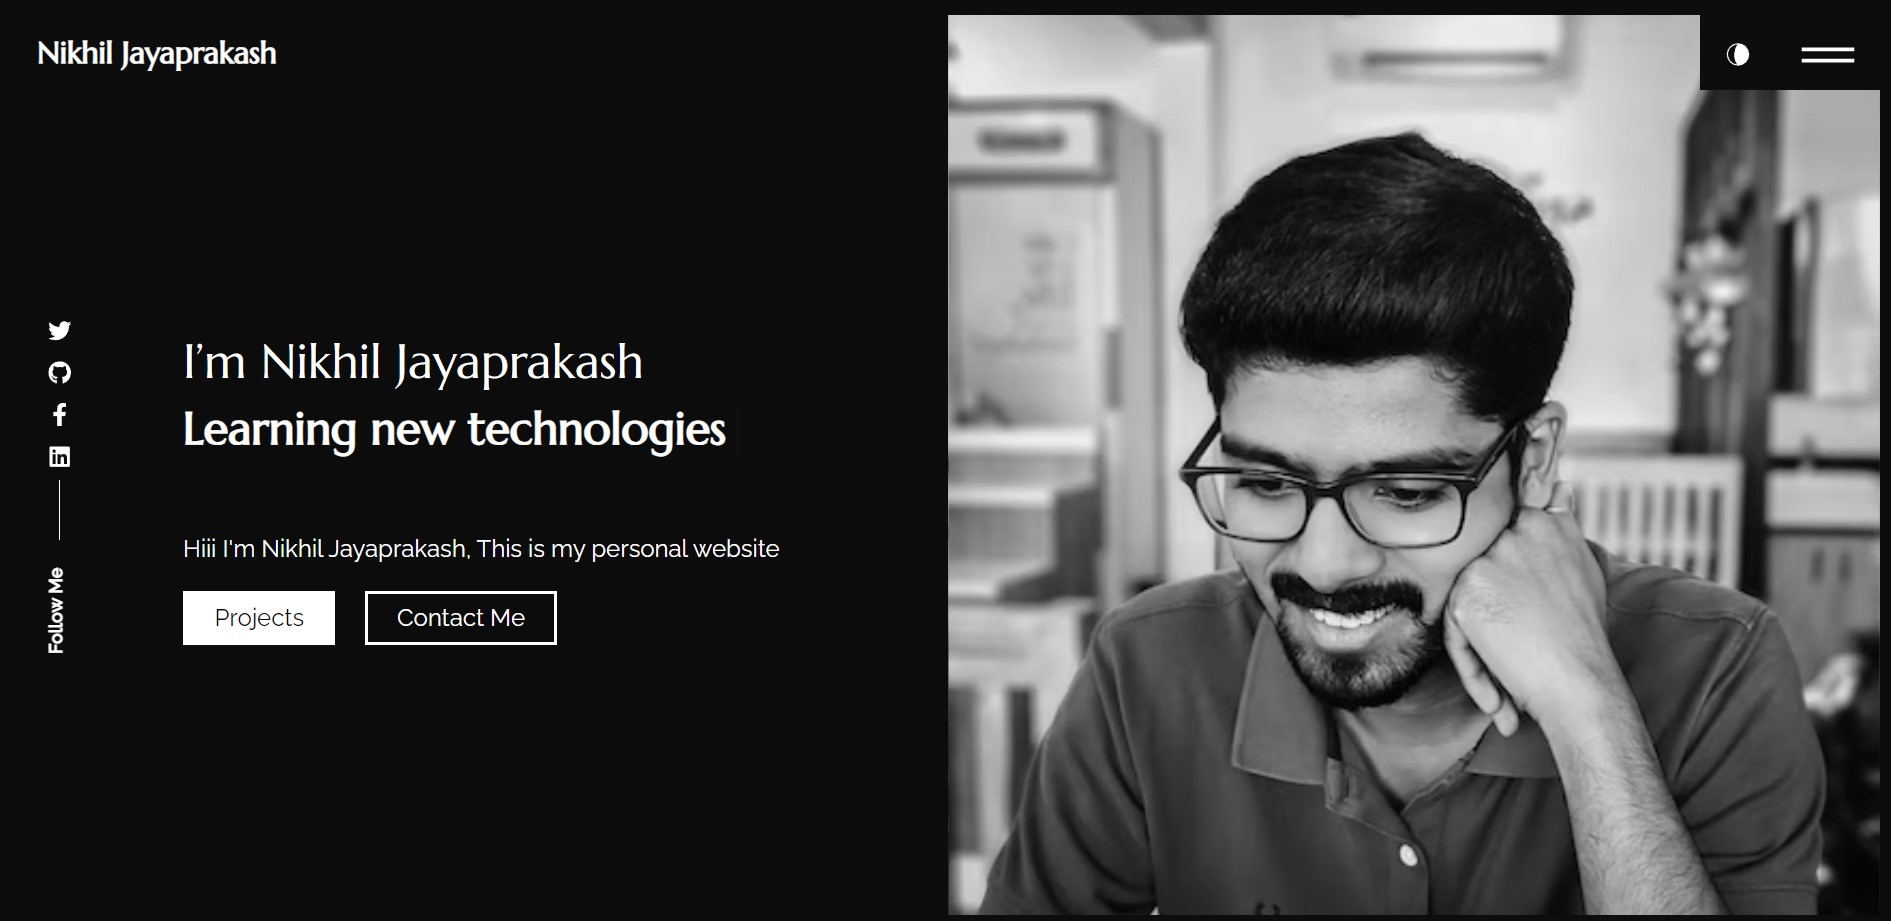 Nikhil Jayaprakash
I’m Nikhil Jayaprakash
Learning new technologies
Hiii I'm Nikhil Jayaprakash, This is my personal website
Projects
Contact Me
Follow Me